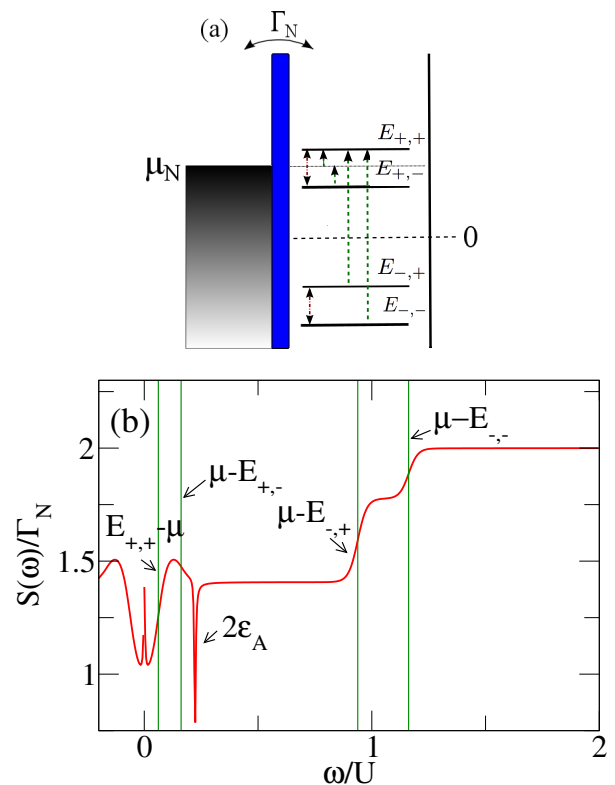 (a)
Γ_N
E_{+,+}
μ_N
E_{+,-}
0
E_{-,+}
E_{-,-}
(b)
μ-E_{-,-}
μ-E_{+,-}
μ-E_{-,+}
E_{+,+}-μ
2ε_A
S(ω)/Γ_N
2
1.5
1
0
1
2
ω/U